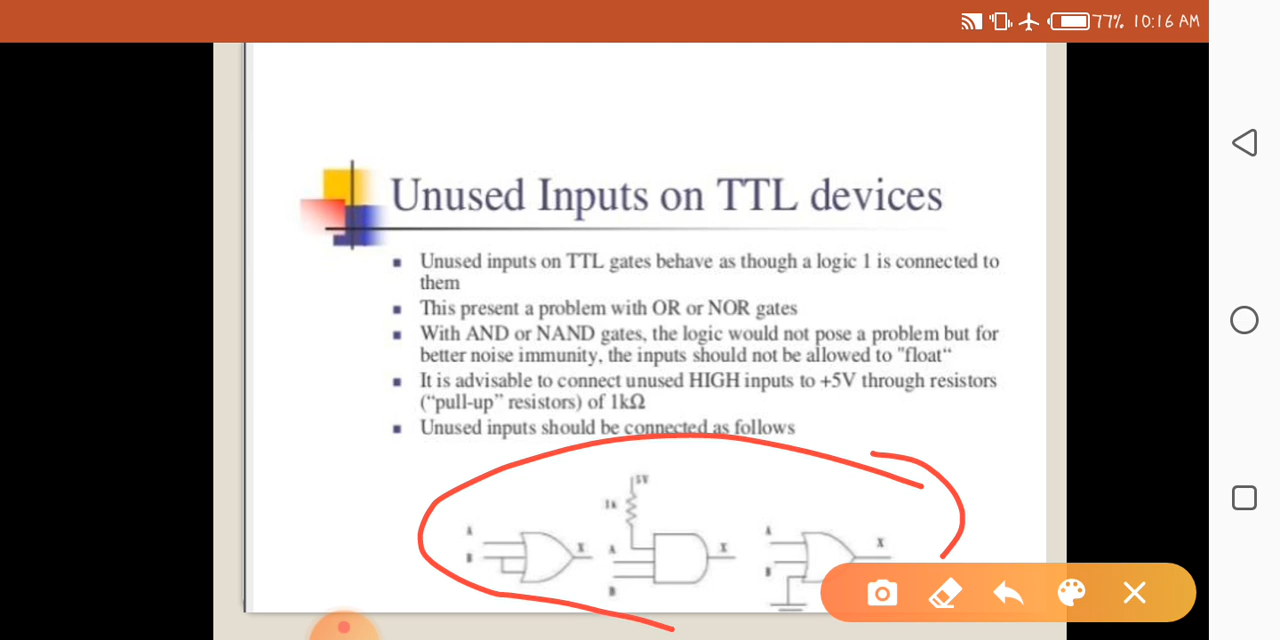 77% 10:16 AM
Unused Inputs on TTL devices
Unused inputs on TTL gates behave as though a logic 1 is connected to
them
This present a problem with OR or NOR gates
With AND or NAND gates, the logic would not pose a problem but for
better noise immunity, the inputs should not be allowed to "float“
It is advisable to connect unused HIGH inputs to +5V through resistors
(“pull-up” resistors) of 1kΩ
Unused inputs should be connected as follows
5V
1k
A
B
X
A
B
X
A
B
X